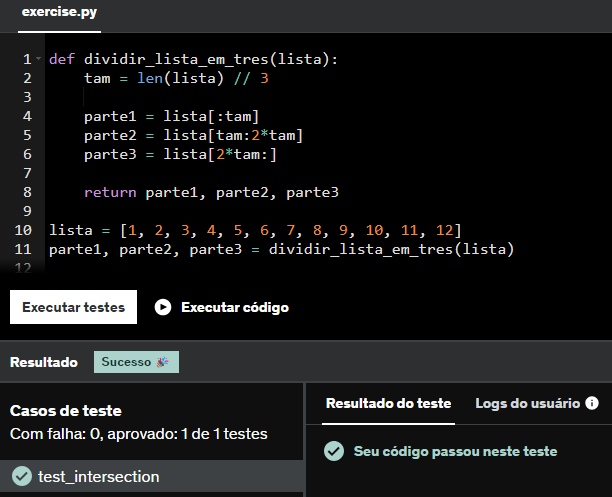 exercise.py
1 def dividir_lista_em_tres(lista):
2     tam = len(lista) // 3
3
4     parte1 = lista[:tam]
5     parte2 = lista[tam:2*tam]
6     parte3 = lista[2*tam:]
7
8     return parte1, parte2, parte3
9
10 lista = [1, 2, 3, 4, 5, 6, 7, 8, 9, 10, 11, 12]
11 parte1, parte2, parte3 = dividir_lista_em_tres(lista)
12
Executar testes Executar código
Resultado Sucesso 🎉
Casos de teste
Com falha: 0, aprovado: 1 de 1 testes
test_intersection
Resultado do teste Logs do usuário
Seu código passou neste teste